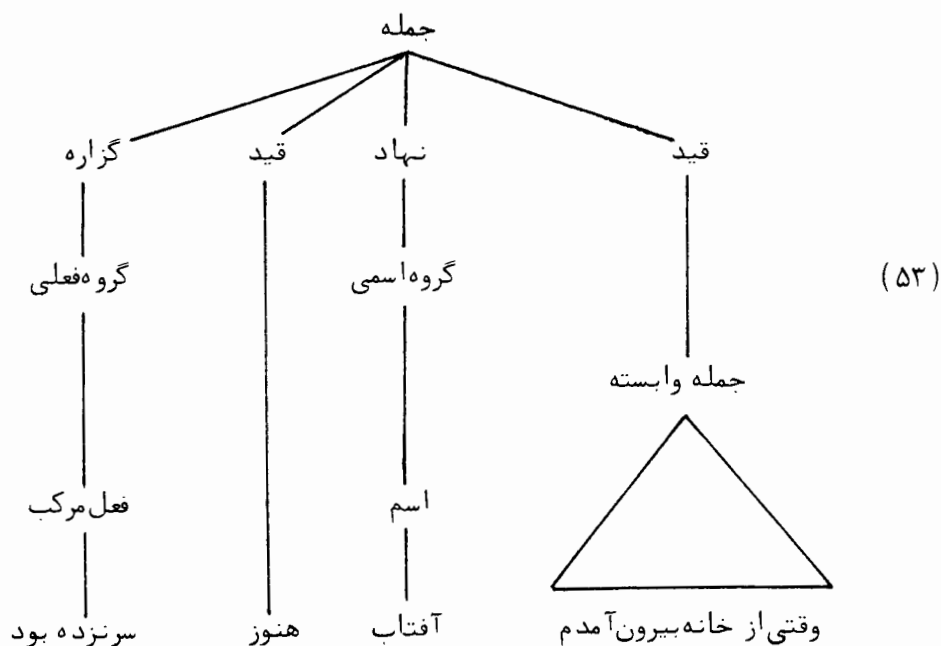 جمله
قید نهاد قید گزاره
(۵۳)
گروه اسمی گروه فعلی
جمله وابسته
اسم فعل مرکب
وقتی از خانه بیرون آمدم آفتاب هنوز سرنزده بود